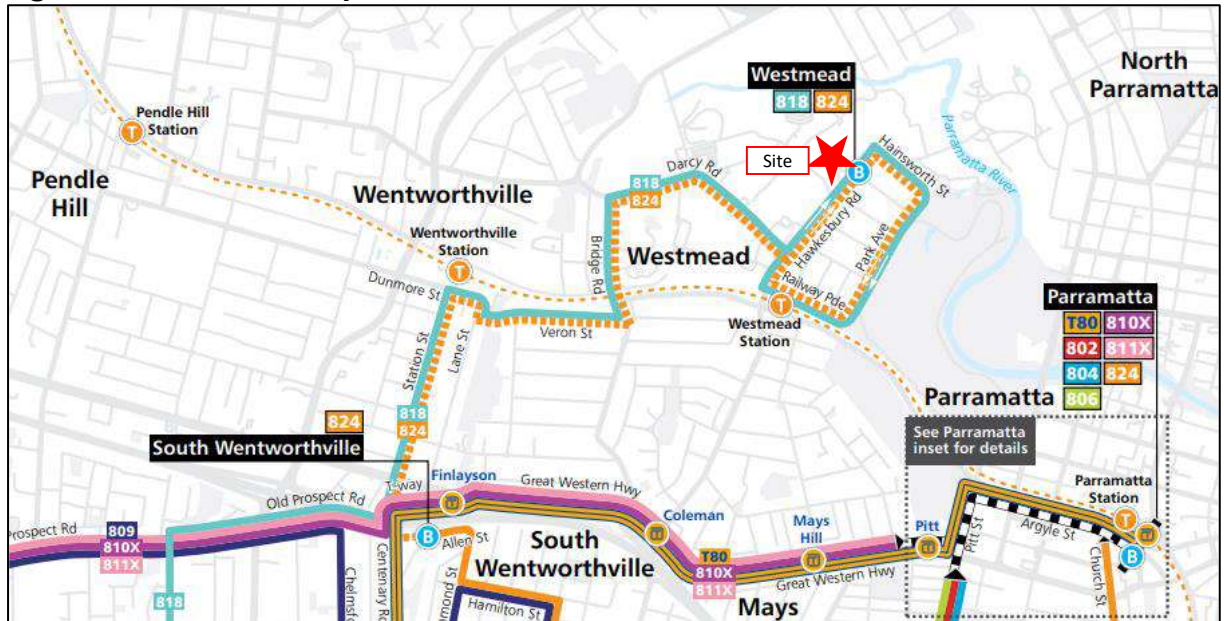 Westmead
818 824
North
Parramatta
Pendle Hill
Station
T
Site
B
Hainsworth St
Parramatta River
Darcy Rd
818
824
Pendle
Hill
Wentworthville
Hawkesbury Rd
Park Ave
Wentworthville
Station
T
Bridge Rd
Westmead
Railway Pde
T
Dunmore St
Westmead
Station
Veron St
Lane St
Station St
Parramatta
T80 810X
802 811X
804 824
806
Parramatta
818
824
824
South Wentworthville
See Parramatta
inset for details
Finlayson
T-way
Great Western Hwy
Parramatta
Station
T
Old Prospect Rd
Coleman
Mays
Hill
Pitt
Pitt St
Argyle St
B
Prospect Rd
809
810X
811X
B
Allen St
South
Wentworthville
T80
810X
811X
Great Western Hwy
Church St
Centenary Rd
Chelmsf
mond St
818
Hamilton St
Mays